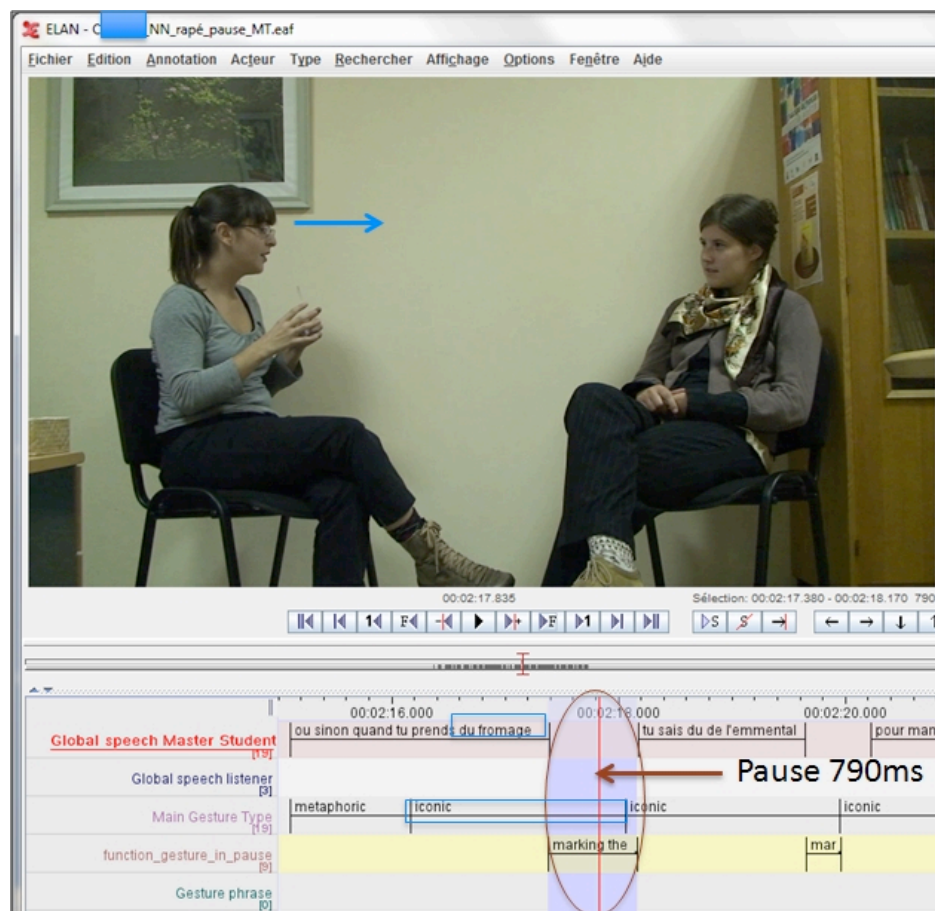 ELAN - C NN_rapé_pause_MT.eaf
Fichier Edition Annotation Acteur Type Rechercher Affichage Options Fenêtre Aide
00:02:17.835
Sélection: 00:02:17.380 - 00:02:18.170 790
1 F F 1 S S
00:02:16.000 00:02:18.000 00:02:20.000
Global speech Master Student
[19]
ou sinon quand tu prends du fromage tu sais du de l'emmental pour man
Global speech listener
[3]
Pause 790ms
Main Gesture Type
[19]
metaphoric iconic iconic iconic
function_gesture_in_pause
[9]
marking the mar
Gesture phrase
[0]